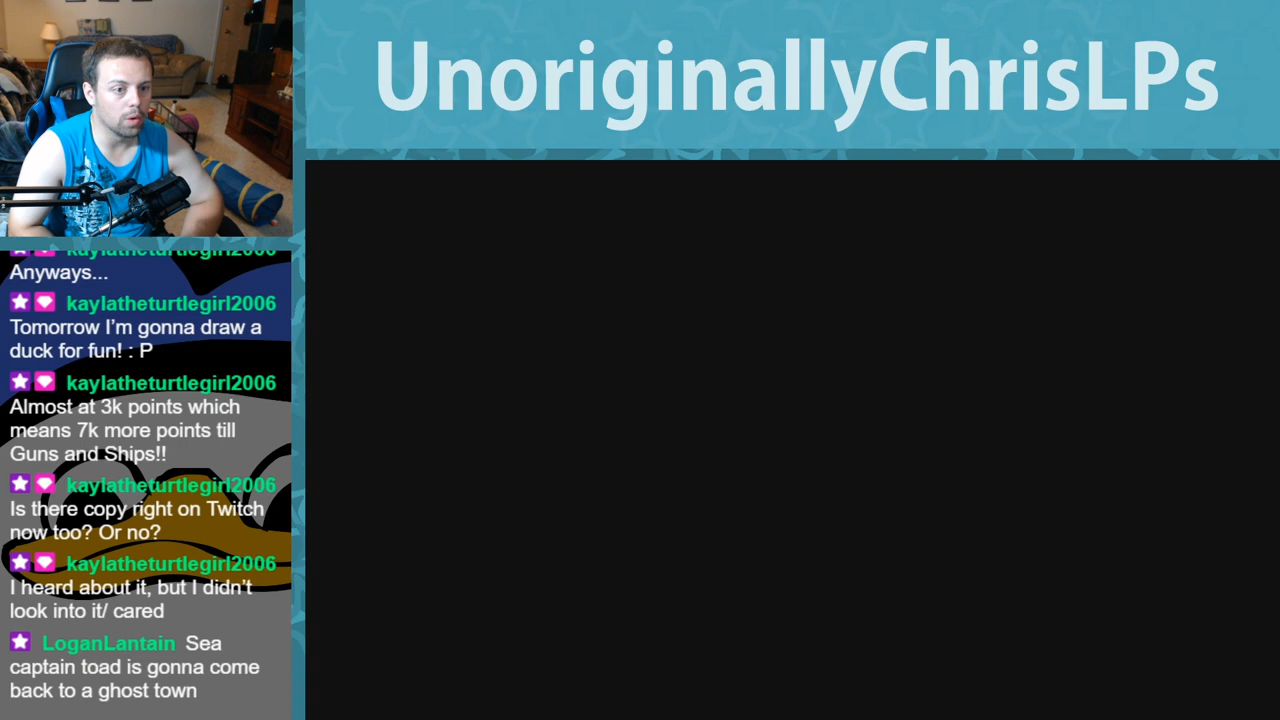 UnoriginallyChrisLPs
kaylatheturtlegirl2006
Anyways...
kaylatheturtlegirl2006
Tomorrow I'm gonna draw a
duck for fun! : P
kaylatheturtlegirl2006
Almost at 3k points which
means 7k more points till
Guns and Ships!!
kaylatheturtlegirl2006
Is there copy right on Twitch
now too? Or no?
kaylatheturtlegirl2006
I heard about it, but I didn't
look into it/ cared
LoganLantain Sea
captain toad is gonna come
back to a ghost town